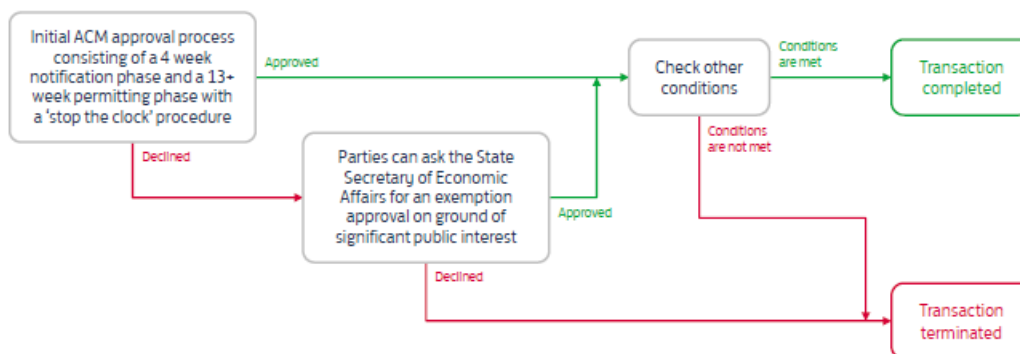 Initial ACM approval process
consisting of a 4 week
notification phase and a 13+
week permitting phase with
a 'stop the clock' procedure
Approved
Declined
Parties can ask the State
Secretary of Economic
Affairs for an exemption
approval on ground of
significant public interest
Approved
Declined
Check other
conditions
Conditions
are met
Conditions
are not met
Transaction
completed
Transaction
terminated